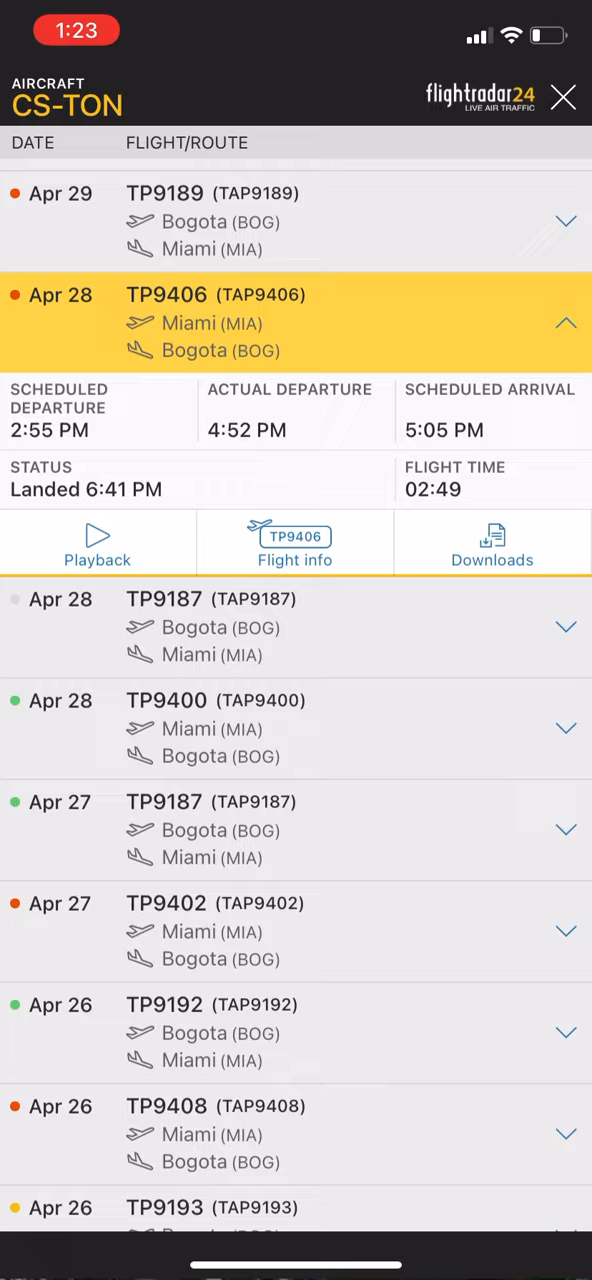 1:23
AIRCRAFT
CS-TON
flightradar24
LIVE AIR TRAFFIC
DATE FLIGHT/ROUTE
Apr 29 TP9189 (TAP9189)
Bogota (BOG)
Miami (MIA)
Apr 28 TP9406 (TAP9406)
Miami (MIA)
Bogota (BOG)
SCHEDULED DEPARTURE ACTUAL DEPARTURE SCHEDULED ARRIVAL
2:55 PM 4:52 PM 5:05 PM
STATUS FLIGHT TIME
Landed 6:41 PM 02:49
TP9406
Playback Flight info Downloads
Apr 28 TP9187 (TAP9187)
Bogota (BOG)
Miami (MIA)
Apr 28 TP9400 (TAP9400)
Miami (MIA)
Bogota (BOG)
Apr 27 TP9187 (TAP9187)
Bogota (BOG)
Miami (MIA)
Apr 27 TP9402 (TAP9402)
Miami (MIA)
Bogota (BOG)
Apr 26 TP9192 (TAP9192)
Bogota (BOG)
Miami (MIA)
Apr 26 TP9408 (TAP9408)
Miami (MIA)
Bogota (BOG)
Apr 26 TP9193 (TAP9193)